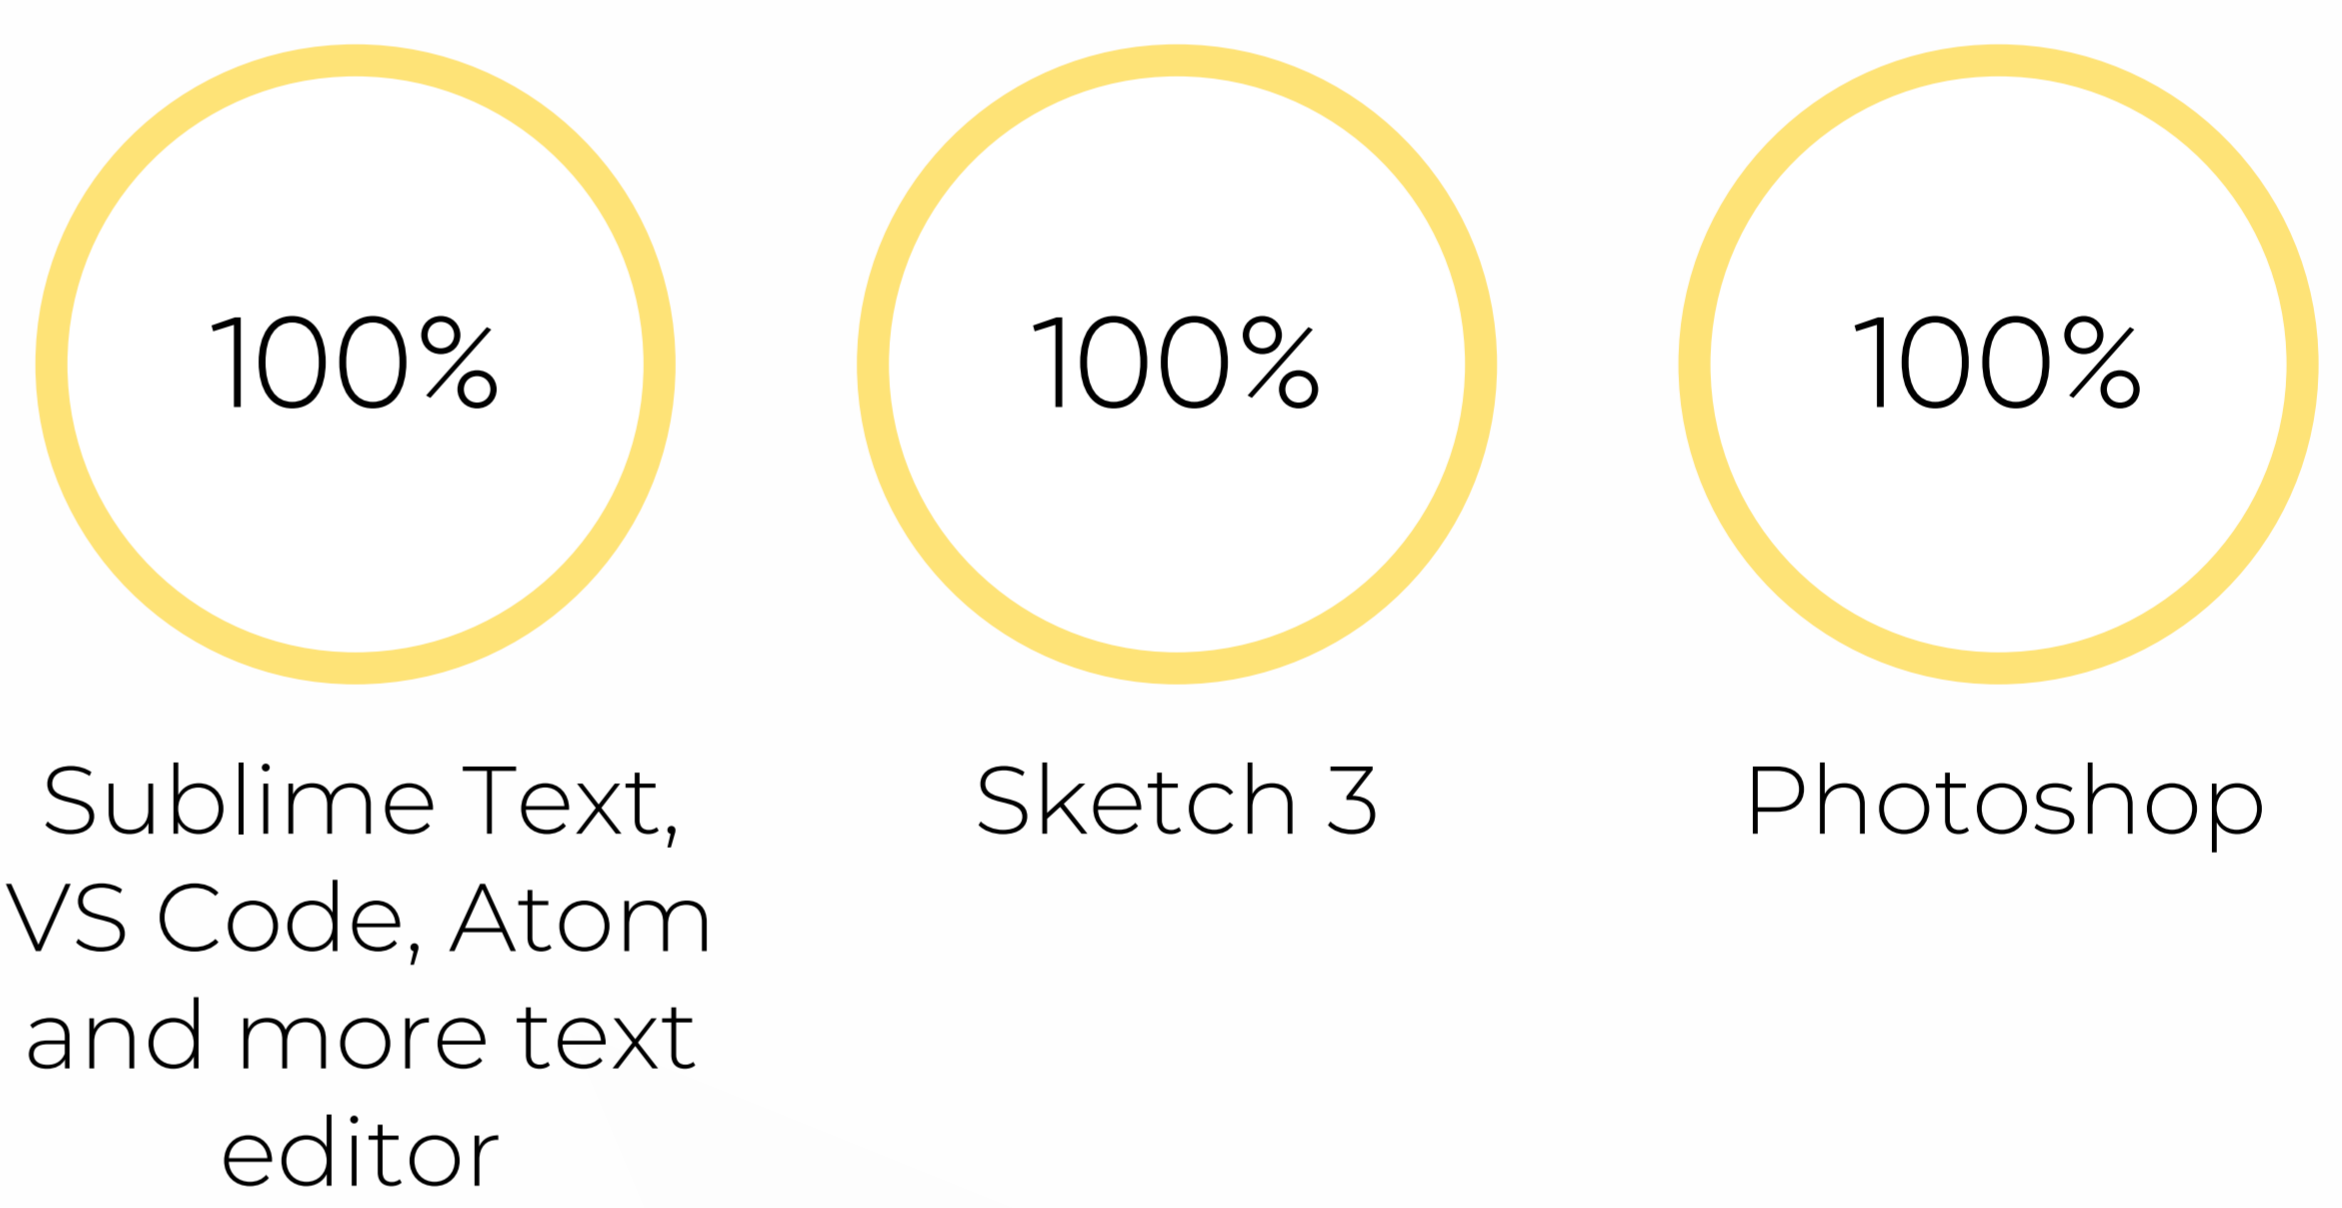 100%
100%
100%
Sublime Text,
VS Code, Atom
and more text
editor
Sketch 3
Photoshop